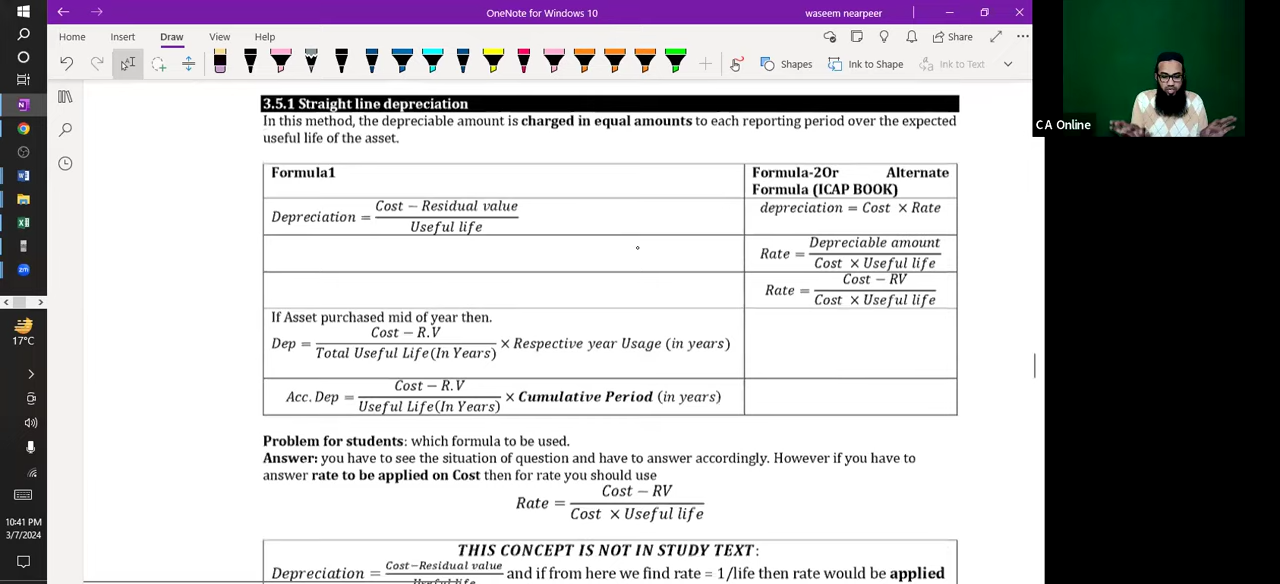 OneNote for Windows 10
waseem nearpeer
Home Insert Draw View Help
Share
Shapes Ink to Shape Ink to Text
C A Online
3.5.1 Straight line depreciation
In this method, the depreciable amount is charged in equal amounts to each reporting period over the expected
useful life of the asset.
Formula1
Formula-2Or Alternate
Formula (ICAP BOOK)
Depreciation = Cost − Residual value / Useful life
depreciation = Cost × Rate
Rate = Depreciable amount / Cost × Useful life
Rate = Cost − RV / Cost × Useful life
If Asset purchased mid of year then.
Dep = Cost − R.V / Total Useful Life(In Years) × Respective year Usage (in years)
Acc. Dep = Cost − R.V / Useful Life(In Years) × Cumulative Period (in years)
Problem for students: which formula to be used.
Answer: you have to see the situation of question and have to answer accordingly. However if you have to
answer rate to be applied on Cost then for rate you should use
Rate = Cost − RV / Cost × Useful life
THIS CONCEPT IS NOT IN STUDY TEXT:
Depreciation = Cost−Residual value / Useful life and if from here we find rate = 1/life then rate would be applied
17°C
10:41 PM
3/7/2024